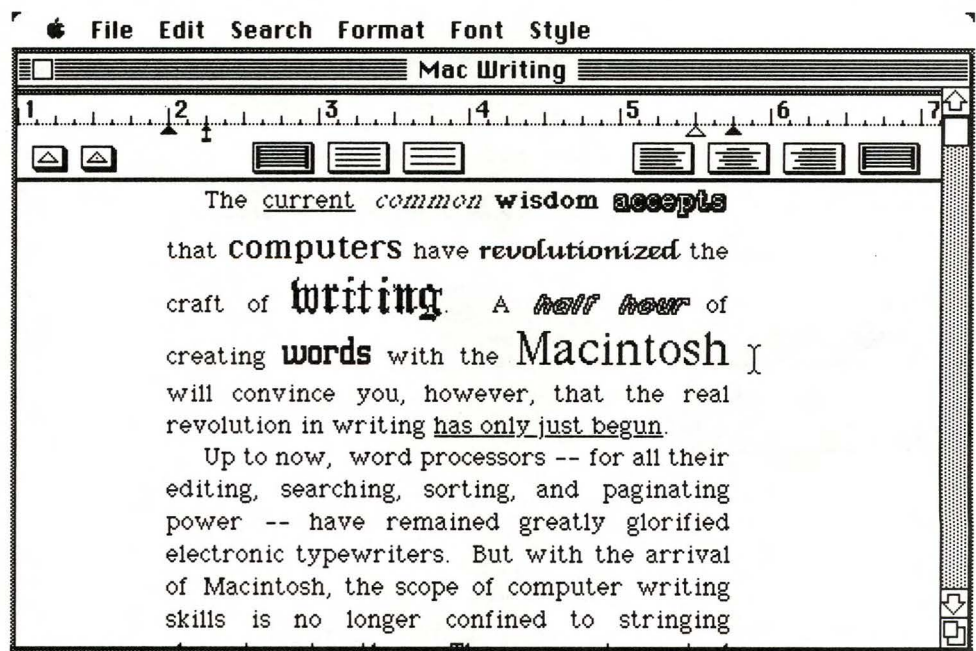 File Edit Search Format Font Style
Mac Writing
1 2 3 4 5 6 7
The current common wisdom accepts
that computers have revolutionized the
craft of writing. A half hour of
creating words with the Macintosh
will convince you, however, that the real
revolution in writing has only just begun.
Up to now, word processors -- for all their
editing, searching, sorting, and paginating
power -- have remained greatly glorified
electronic typewriters. But with the arrival
of Macintosh, the scope of computer writing
skills is no longer confined to stringing